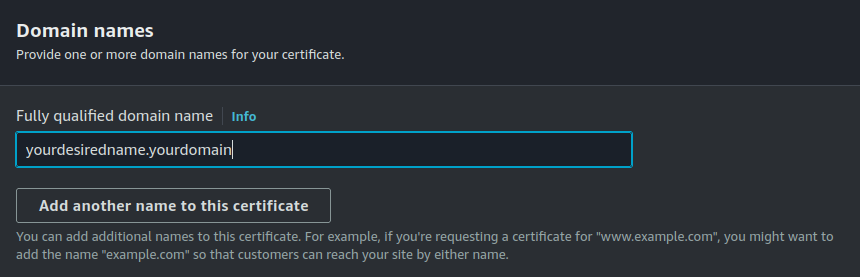 Domain names
Provide one or more domain names for your certificate.
Fully qualified domain name Info
yourdesiredname.yourdomain
Add another name to this certificate
You can add additional names to this certificate. For example, if you're requesting a certificate for "www.example.com", you might want to
add the name "example.com" so that customers can reach your site by either name.